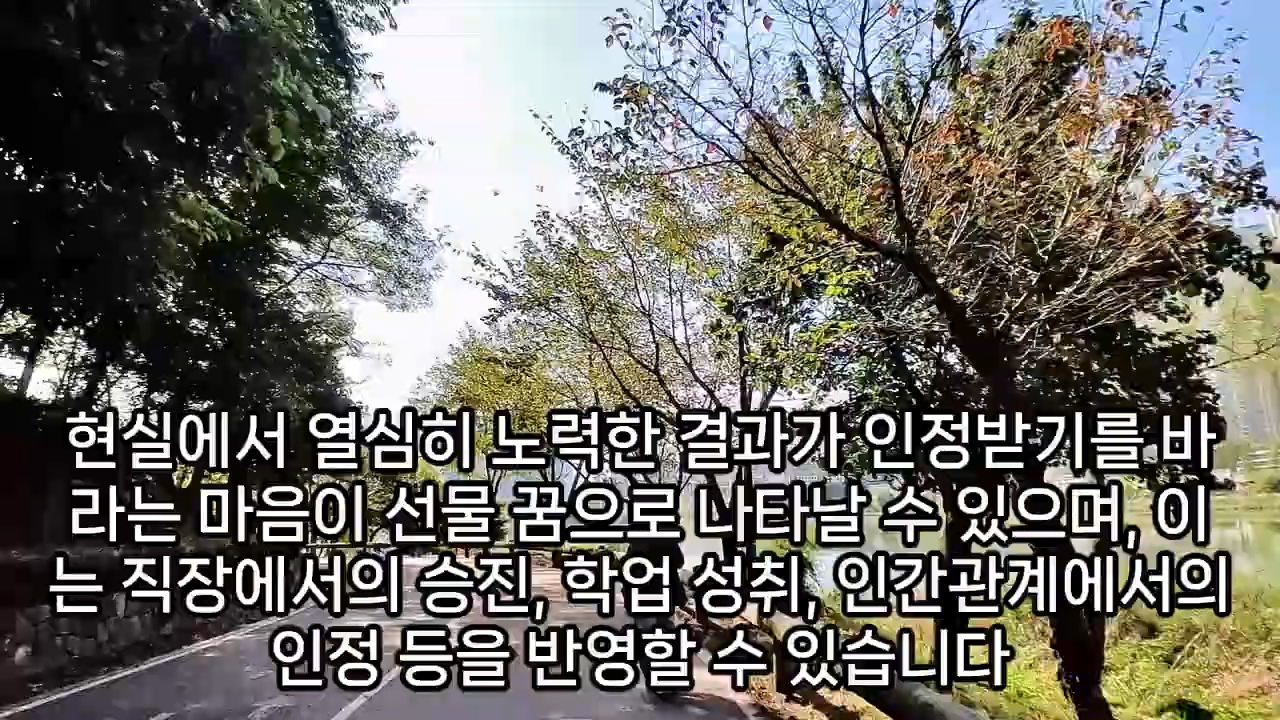 현실에서 열심히 노력한 결과가 인정받기를 바
라는 마음이 선물 꿈으로 나타날 수 있으며, 이
는 직장에서의 승진, 학업 성취, 인간관계에서의
인정 등을 반영할 수 있습니다